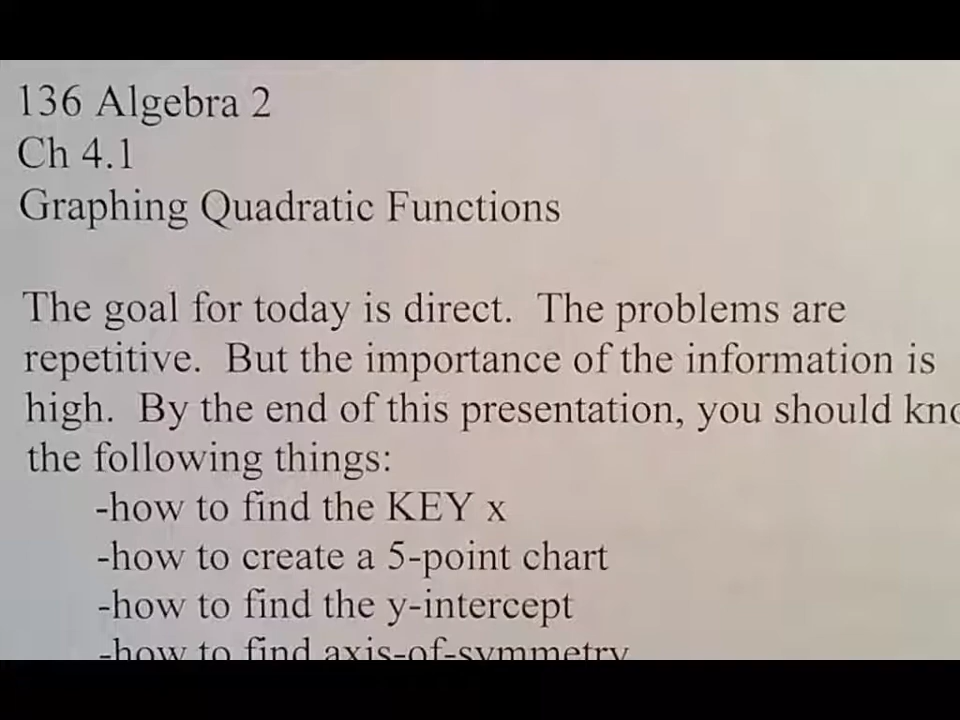 136 Algebra 2
Ch 4.1
Graphing Quadratic Functions
The goal for today is direct. The problems are
repetitive. But the importance of the information is
high. By the end of this presentation, you should kno
the following things:
-how to find the KEY x
-how to create a 5-point chart
-how to find the y-intercept
-how to find axis-of-symmetry